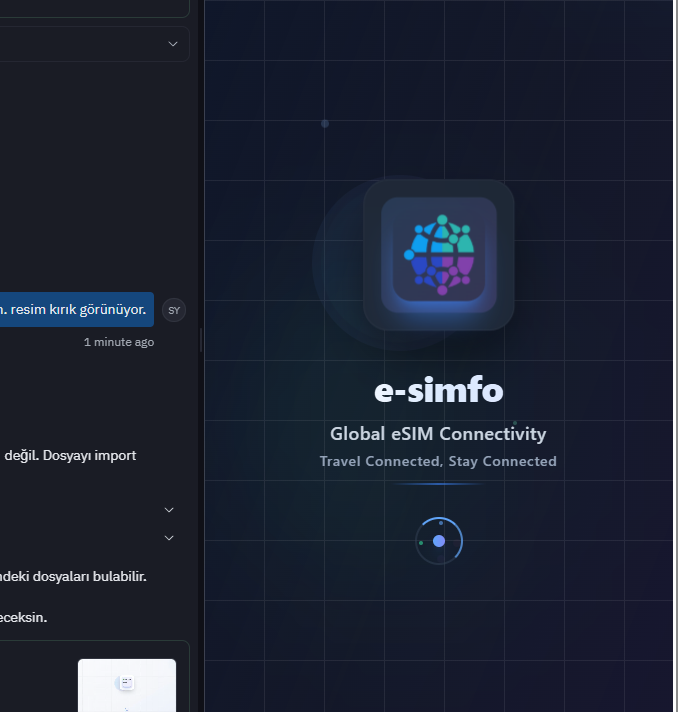 . resim kırık görünüyor.
SY
1 minute ago
değil. Dosyayı import
ndeki dosyaları bulabilir.
eceksin.
e-simfo
Global eSIM Connectivity
Travel Connected, Stay Connected